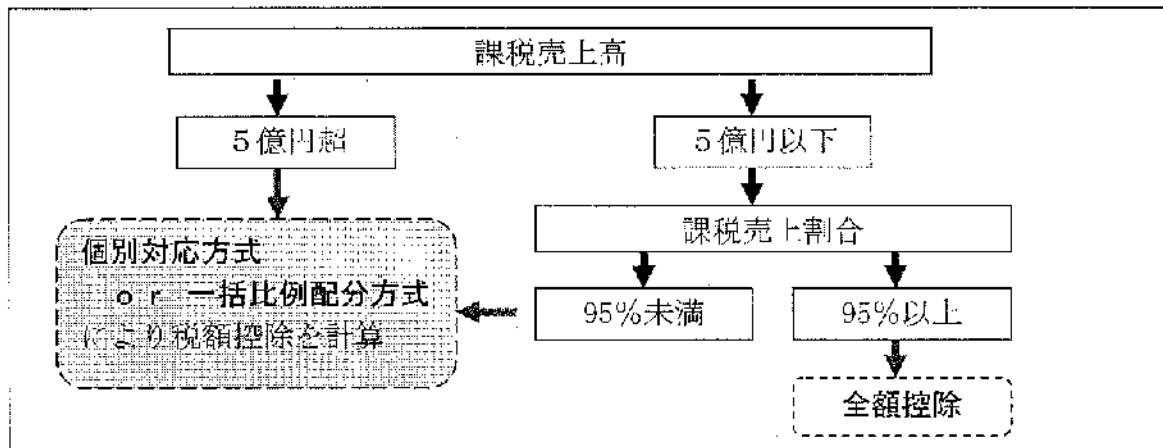 課税売上高
5億円超
5億円以下
個別対応方式
or 一括比例配分方式
により税額控除を計算
課税売上割合
95%未満
95%以上
全額控除